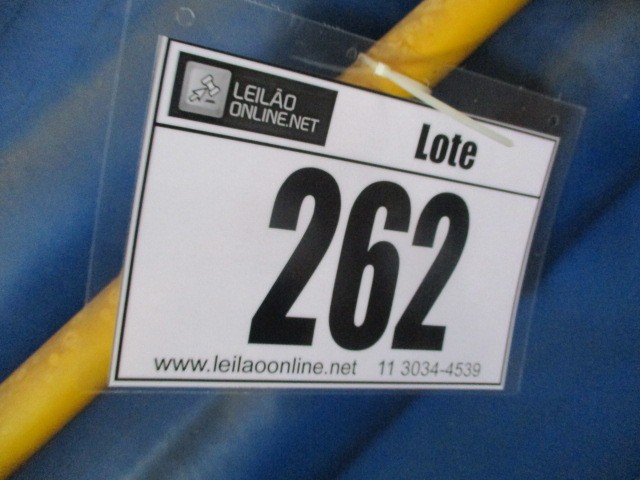 LEILÃO
ONLINE.NET
Lote
262
www.leilaoonline.net 11 3034-4539